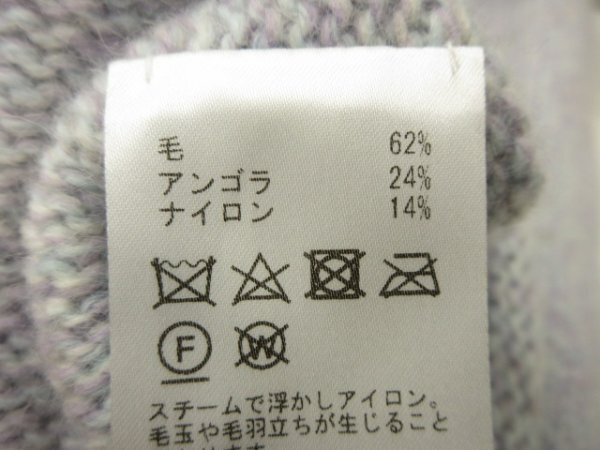 毛 62%
アンゴラ 24%
ナイロン 14%
F W
スチームで浮かしアイロン。
毛玉や毛羽立ちが生じること